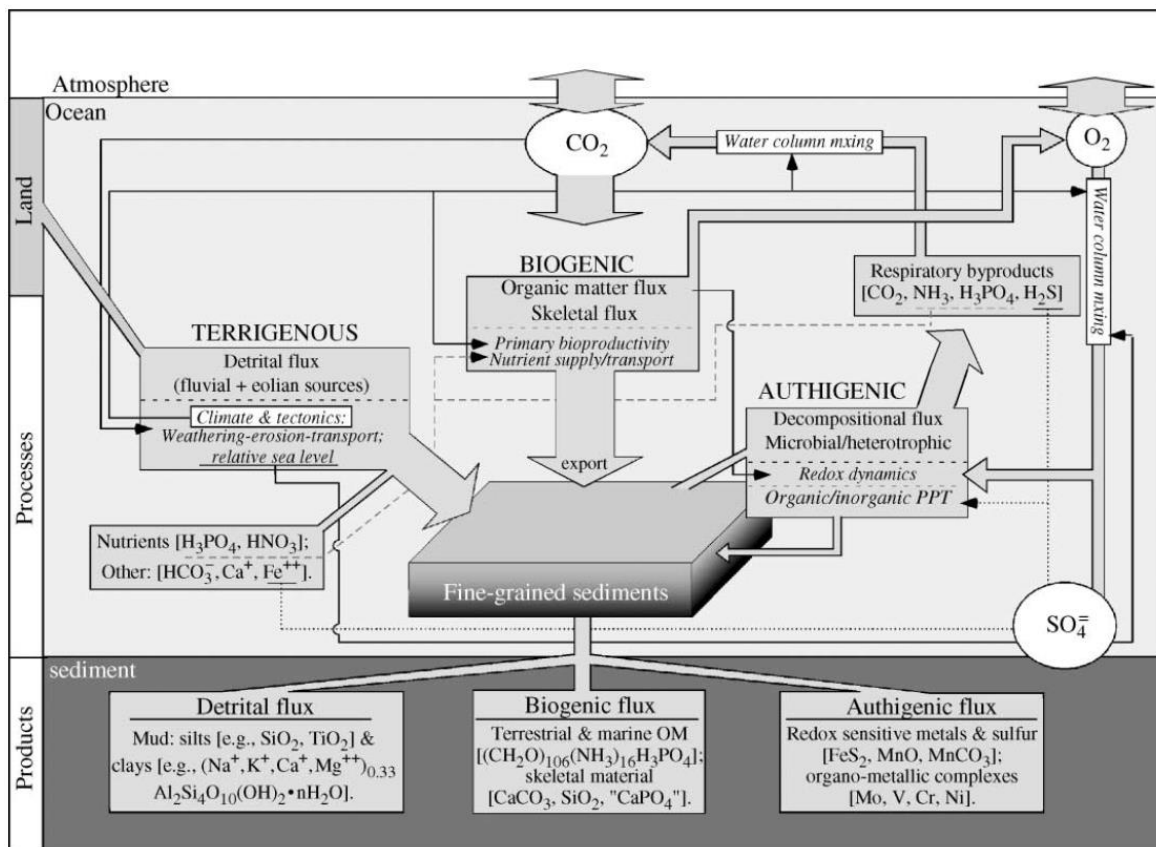 Atmosphere
Ocean
Land
Processes
Products
CO2
Water column mxing
O2
Water column mxing
BIOGENIC
Organic matter flux
Skeletal flux
Primary bioproductivity
Nutrient supply/transport
export
Respiratory byproducts
[CO2, NH3, H3PO4, H2S]
TERRIGENOUS
Detrital flux
(fluvial + eolian sources)
Climate & tectonics:
Weathering-erosion-transport;
relative sea level
AUTHIGENIC
Decompositional flux
Microbial/heterotrophic
Redox dynamics
Organic/inorganic PPT
Nutrients [H3PO4, HNO3];
Other: [HCO3−, Ca+, Fe++].
Fine-grained sediments
SO4=
sediment
Detrital flux
Mud: silts [e.g., SiO2, TiO2] &
clays [e.g., (Na+,K+,Ca+,Mg++)0.33
Al2Si4O10(OH)2•nH2O].
Biogenic flux
Terrestrial & marine OM
[(CH2O)106(NH3)16H3PO4];
skeletal material
[CaCO3, SiO2, "CaPO4"].
Authigenic flux
Redox sensitive metals & sulfur
[FeS2, MnO, MnCO3];
organo-metallic complexes
[Mo, V, Cr, Ni].